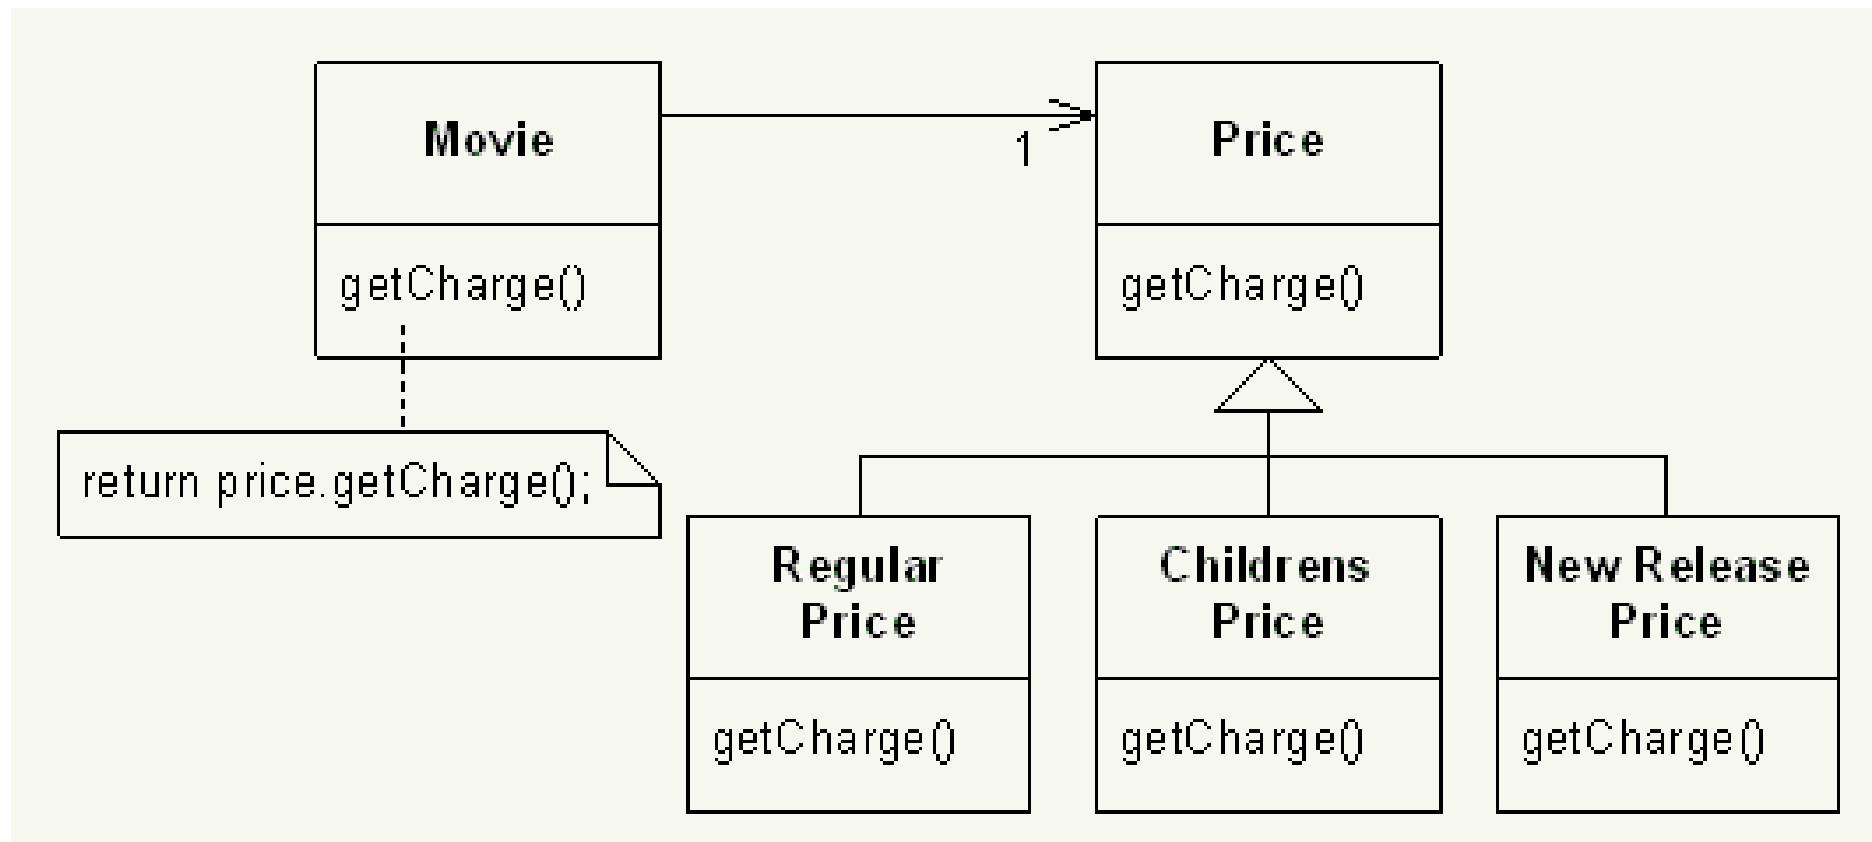 Movie
getCharge()
return price.getCharge();
1
Price
getCharge()
Regular
Price
getCharge()
Childrens
Price
getCharge()
New Release
Price
getCharge()